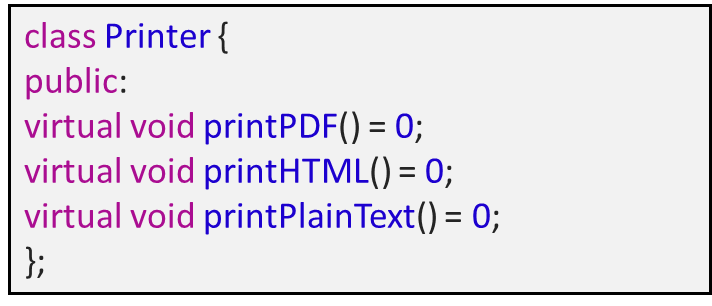 class Printer {
public:
virtual void printPDF() = 0;
virtual void printHTML() = 0;
virtual void printPlainText() = 0;
};